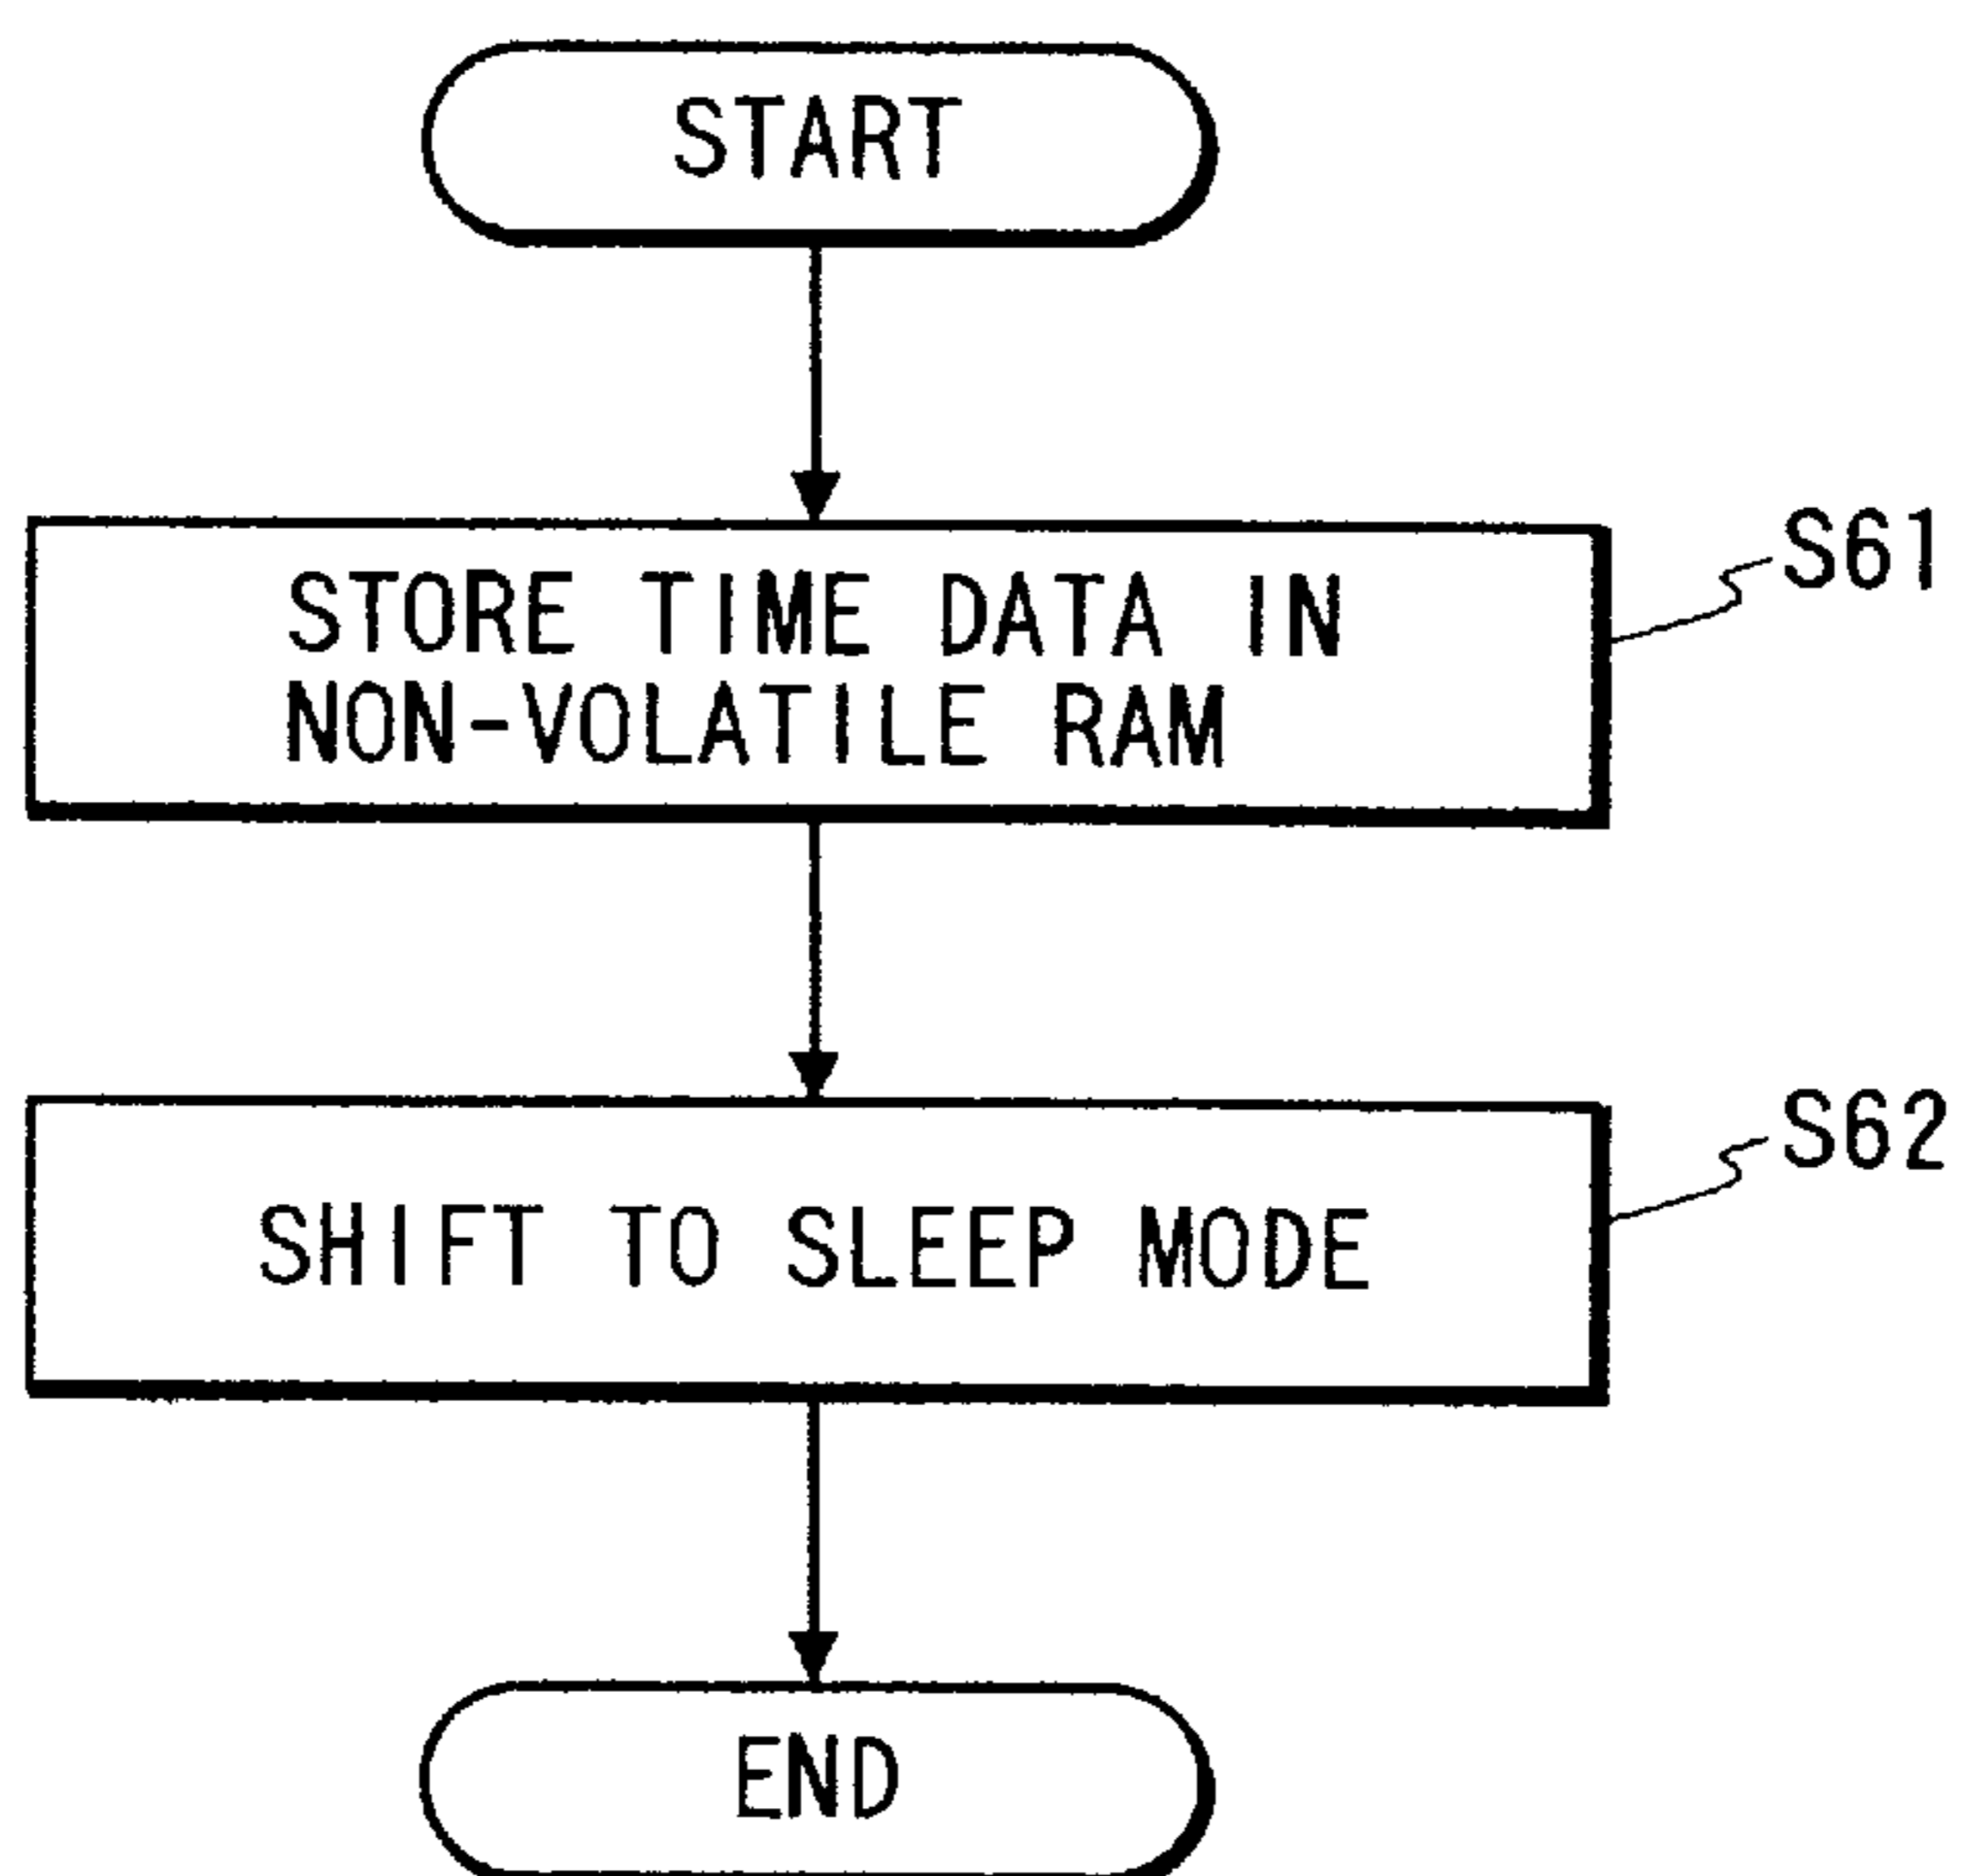 START
STORE TIME DATA IN
NON-VOLATILE RAM
S61
SHIFT TO SLEEP MODE
S62
END